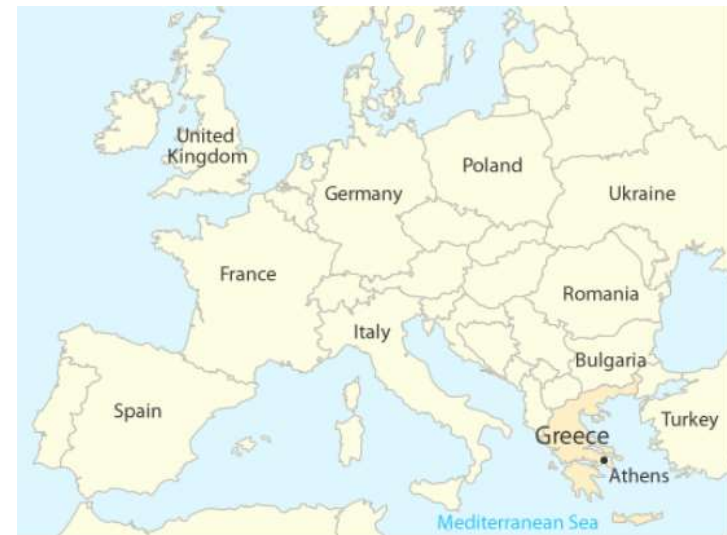 United
Kingdom
Poland
Germany
Ukraine
France
Romania
Italy
Bulgaria
Spain
Turkey
Greece
Athens
Mediterranean Sea